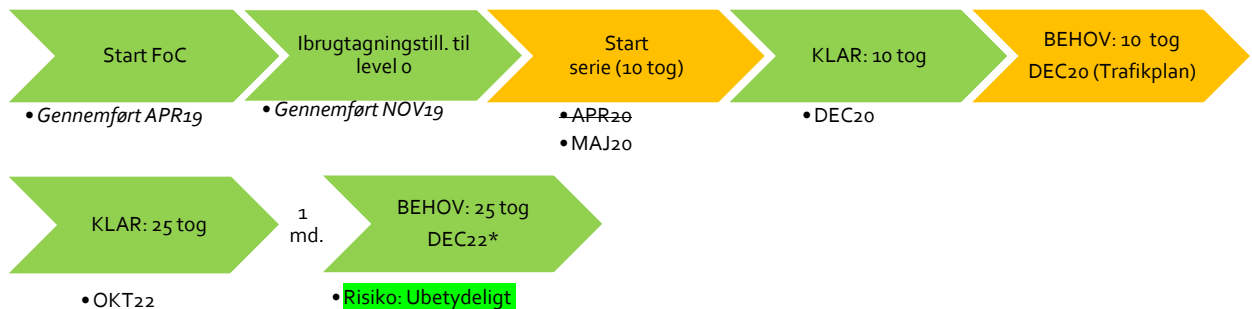 Start FoC
• Gennemført APR19
Ibrugtagningstill. til
level 0
• Gennemført NOV19
Start
serie (10 tog)
• APR20
• MAJ20
KLAR: 10 tog
• DEC20
BEHOV: 10 tog
DEC20 (Trafikplan)
KLAR: 25 tog
• OKT22
1
md.
BEHOV: 25 tog
DEC22*
• Risiko: Ubetydeligt